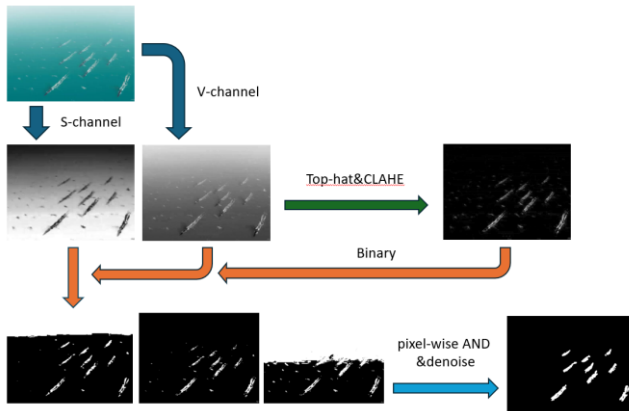 V-channel
S-channel
Top-hat&CLAHE
Binary
pixel-wise AND
&denoise